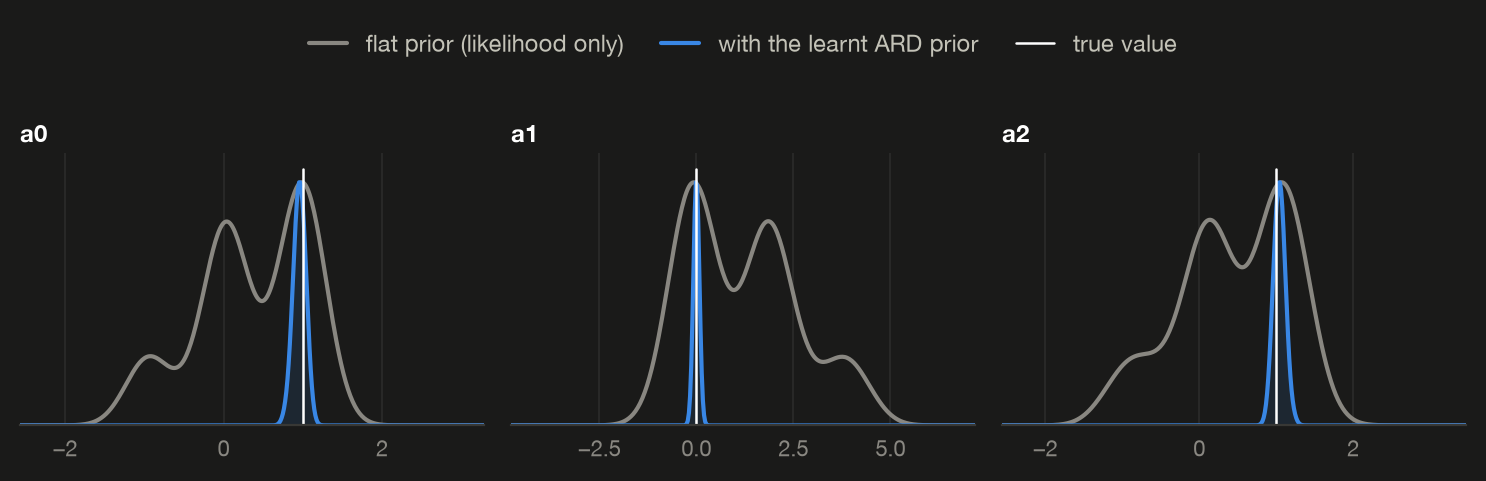 flat prior (likelihood only) with the learnt ARD prior true value
a0 a1 a2
−2 0 2 −2.5 0.0 2.5 5.0 −2 0 2